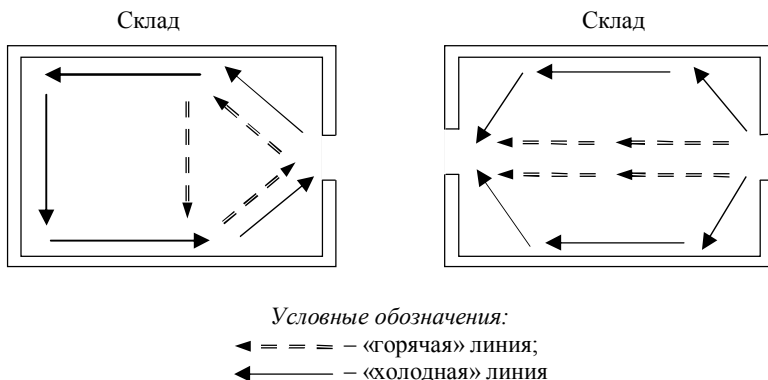 Склад
Склад
Условные обозначения:
– «горячая» линия;
– «холодная» линия